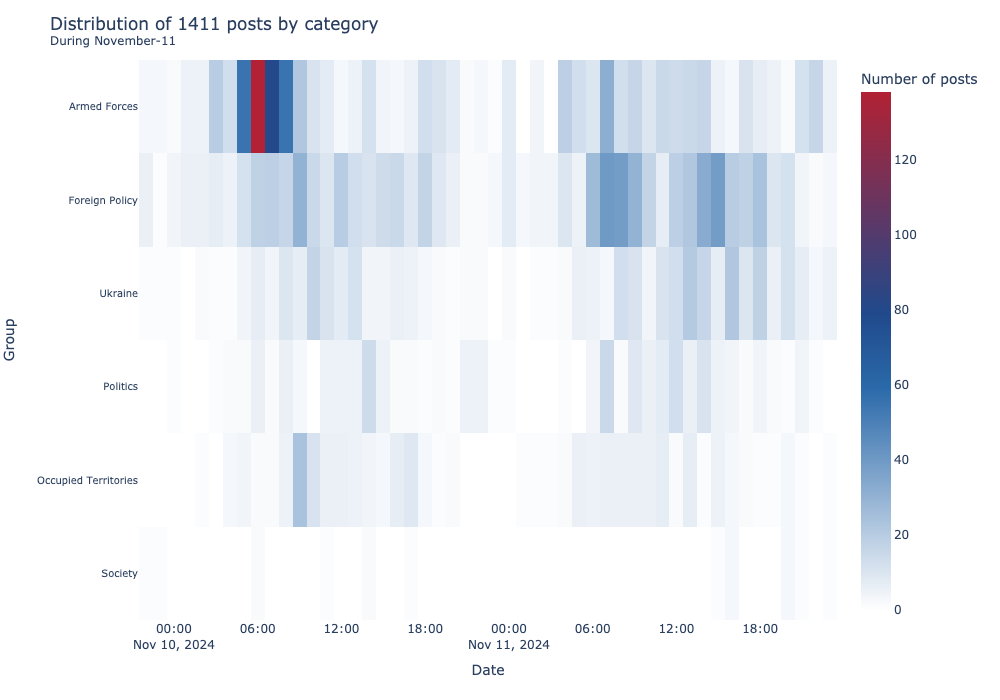 Distribution of 1411 posts by category
During November-11
Number of posts
Armed Forces
Foreign Policy
Ukraine
Politics
Occupied Territories
Society
Group
120
100
80
60
40
20
0
00:00 06:00 12:00 18:00 00:00 06:00 12:00 18:00
Nov 10, 2024 Nov 11, 2024
Date